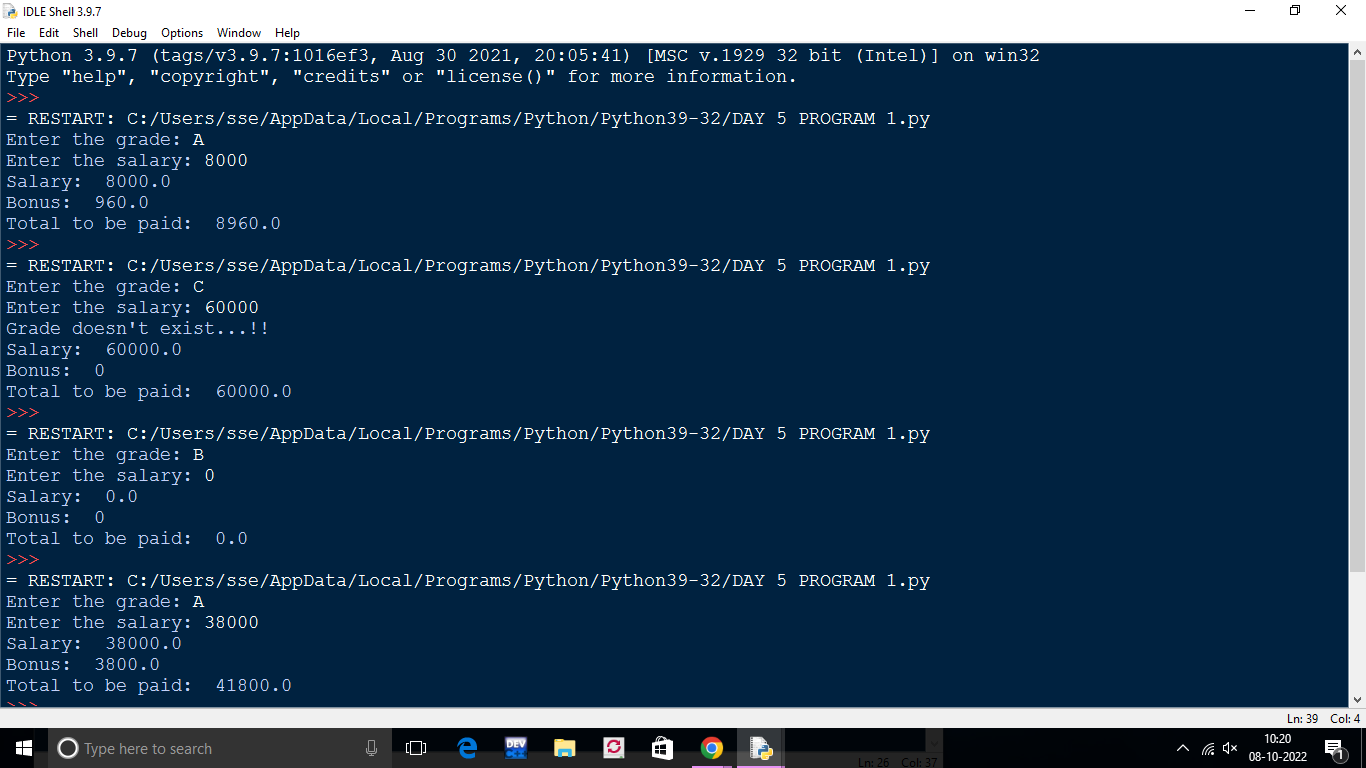 IDLE Shell 3.9.7
File Edit Shell Debug Options Window Help
Python 3.9.7 (tags/v3.9.7:1016ef3, Aug 30 2021, 20:05:41) [MSC v.1929 32 bit (Intel)] on win32
Type "help", "copyright", "credits" or "license()" for more information.
>>>
= RESTART: C:/Users/sse/AppData/Local/Programs/Python/Python39-32/DAY 5 PROGRAM 1.py
Enter the grade: A
Enter the salary: 8000
Salary:  8000.0
Bonus:  960.0
Total to be paid:  8960.0
>>>
= RESTART: C:/Users/sse/AppData/Local/Programs/Python/Python39-32/DAY 5 PROGRAM 1.py
Enter the grade: C
Enter the salary: 60000
Grade doesn't exist...!!
Salary:  60000.0
Bonus:  0
Total to be paid:  60000.0
>>>
= RESTART: C:/Users/sse/AppData/Local/Programs/Python/Python39-32/DAY 5 PROGRAM 1.py
Enter the grade: B
Enter the salary: 0
Salary:  0.0
Bonus:  0
Total to be paid:  0.0
>>>
= RESTART: C:/Users/sse/AppData/Local/Programs/Python/Python39-32/DAY 5 PROGRAM 1.py
Enter the grade: A
Enter the salary: 38000
Salary:  38000.0
Bonus:  3800.0
Total to be paid:  41800.0
>>>
Ln: 39 Col: 4
Type here to search
DEV
C++
Ln: 26 Col: 37
10:20
08-10-2022
1